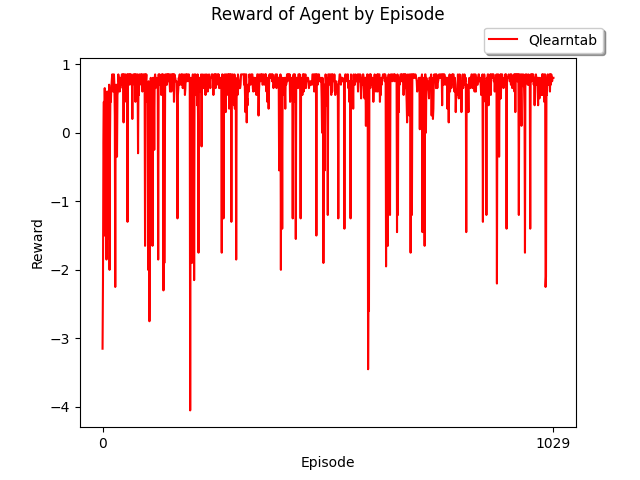 Reward of Agent by Episode
Qlearntab
1
0
−1
−2
−3
−4
Reward
0
1029
Episode